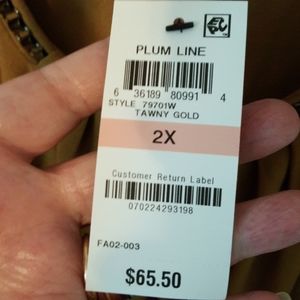 PLUM LINE
6 36189 80991 4
STYLE 79701W
TAWNY GOLD
2X
Customer Return Label
070224293198
FA02-003
$65.50